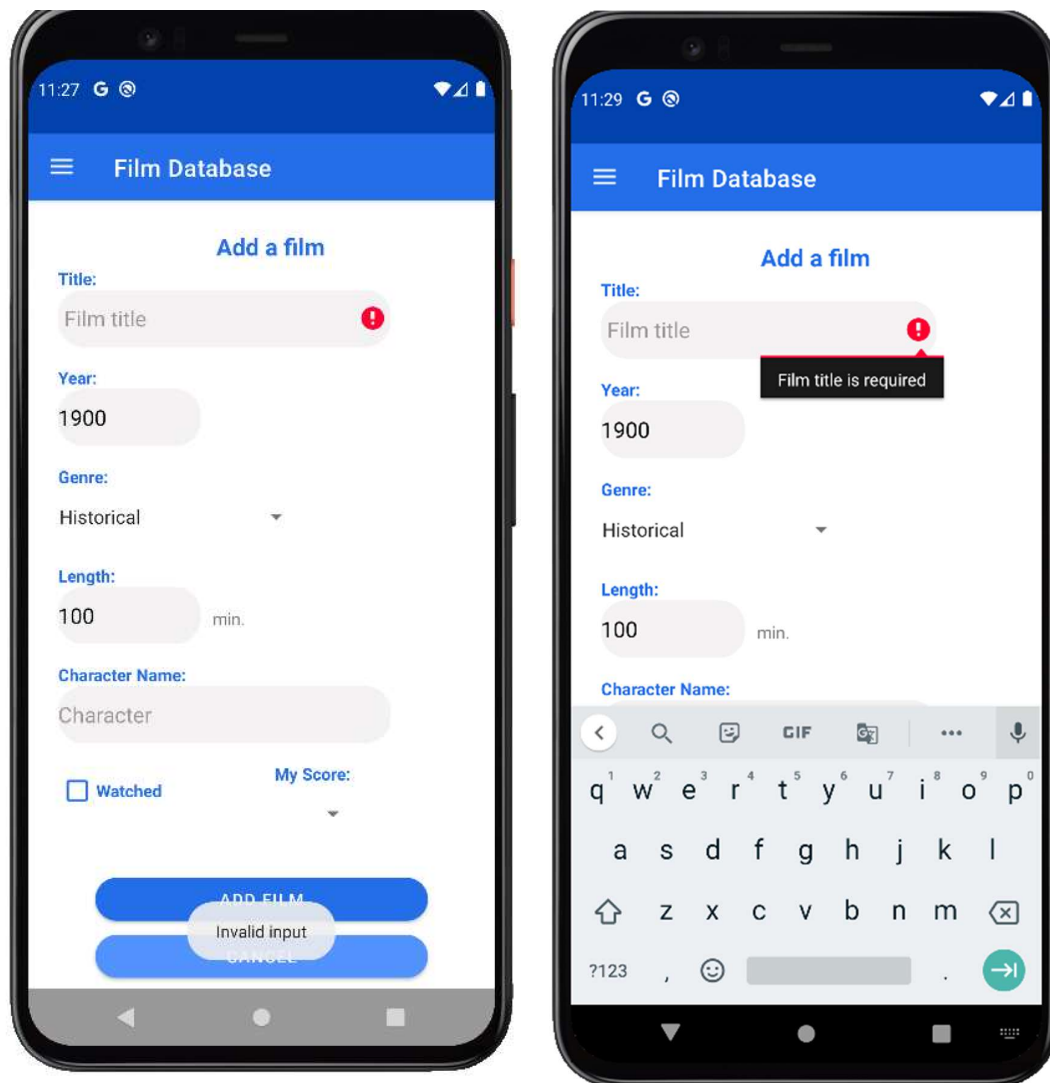 11:27 G
Film Database
Add a film
Title:
Film title
Year:
1900
Genre:
Historical
Length:
100 min.
Character Name:
Character
My Score:
Watched
ADD FILM
Invalid input
CANCEL
11:29 G
Film Database
Add a film
Title:
Film title
Film title is required
Year:
1900
Genre:
Historical
Length:
100 min.
Character Name:
GIF G ...
1 2 3 4 5 6 7 8 9 0
q w e r t y u i o p
a s d f g h j k l
z x c v b n m
?123 , .